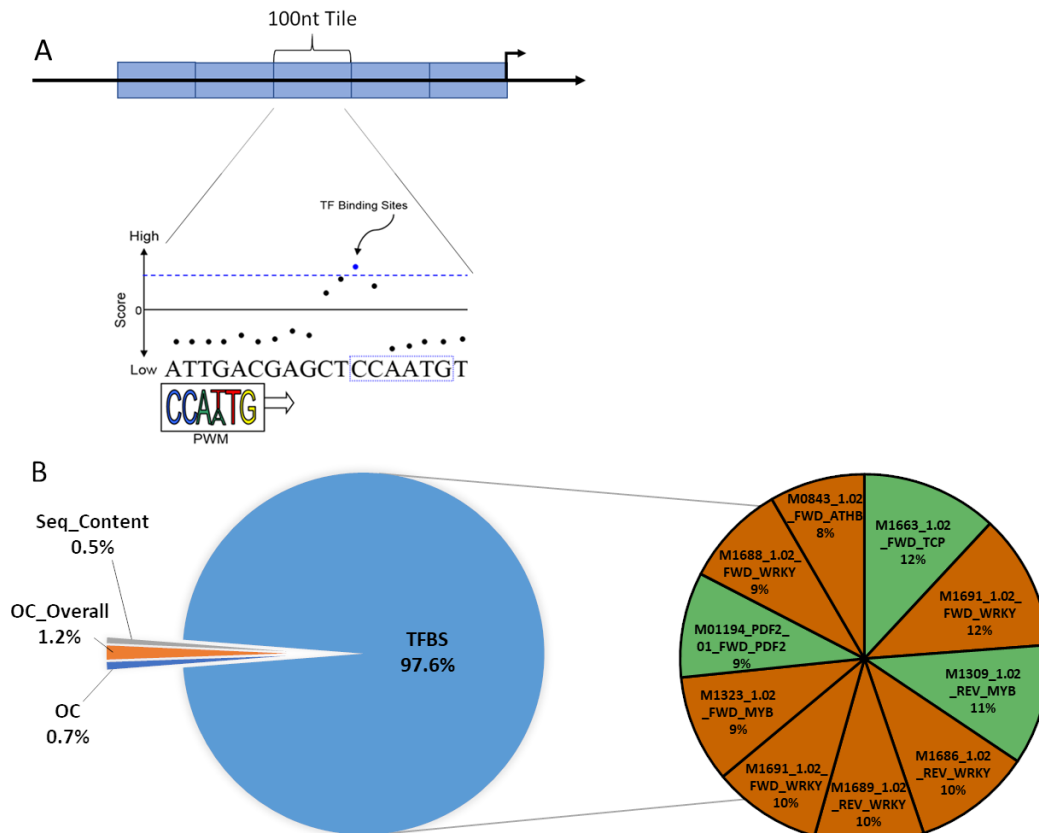 100nt Tile
A
TF Binding Sites
High
Score
0
Low
ATTGACGAGCTCCAATGT
CCAATTG
PWM
B
Seq_Content
0.5%
OC_Overall
1.2%
OC
0.7%
TFBS
97.6%
M0843_1.02
_FWD_ATHB
8%
M1663_1.02
_FWD_TCP
12%
M1691_1.02_
FWD_WRKY
12%
M1309_1.02
_REV_MYB
11%
M1686_1.02
_REV_WRKY
10%
M1689_1.02
_REV_WRKY
10%
M1691_1.02_
FWD_WRKY
10%
M1323_1.02
_FWD_MYB
9%
M01194_PDF2_
01_FWD_PDF2
9%
M1688_1.02_
FWD_WRKY
9%